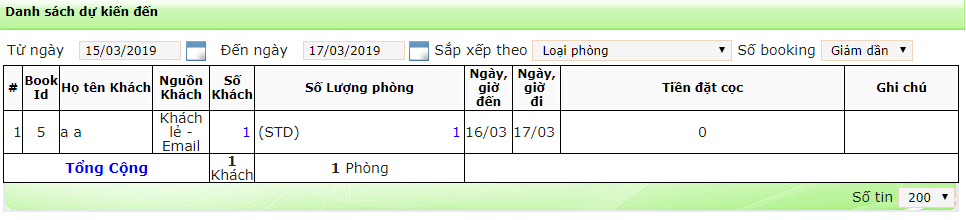 Danh sách dự kiến đến
Từ ngày 15/03/2019 Đến ngày 17/03/2019 Sắp xếp theo Loại phòng Số booking Giảm dần
# Book Id Họ tên Khách Nguồn Khách Số Khách Số Lượng phòng Ngày, giờ đến Ngày, giờ đi Tiền đặt cọc Ghi chú
1 5 a a Khách lẻ - Email 1 (STD) 1 16/03 17/03 0
Tổng Cộng 1 Khách 1 Phòng
Số tin 200